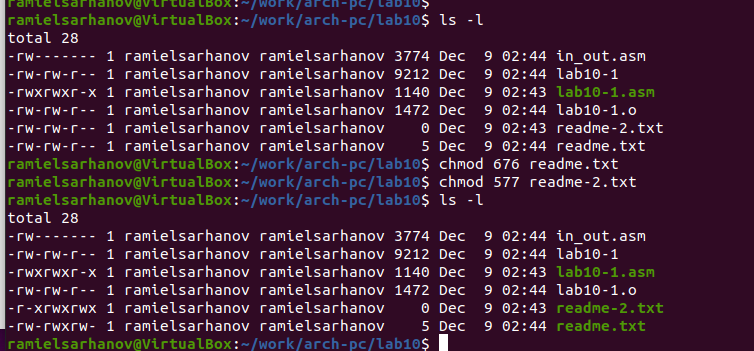 ramielsarhanov@VirtualBox:~/work/arch-pc/lab10$
ramielsarhanov@VirtualBox:~/work/arch-pc/lab10$ ls -l
total 28
-rw------- 1 ramielsarhanov ramielsarhanov 3774 Dec  9 02:44 in_out.asm
-rw-rw-r-- 1 ramielsarhanov ramielsarhanov 9212 Dec  9 02:44 lab10-1
-rwxrwxr-x 1 ramielsarhanov ramielsarhanov 1140 Dec  9 02:43 lab10-1.asm
-rw-rw-r-- 1 ramielsarhanov ramielsarhanov 1472 Dec  9 02:44 lab10-1.o
-rw-rw-r-- 1 ramielsarhanov ramielsarhanov    0 Dec  9 02:43 readme-2.txt
-rw-rw-r-- 1 ramielsarhanov ramielsarhanov    5 Dec  9 02:44 readme.txt
ramielsarhanov@VirtualBox:~/work/arch-pc/lab10$ chmod 676 readme.txt
ramielsarhanov@VirtualBox:~/work/arch-pc/lab10$ chmod 577 readme-2.txt
ramielsarhanov@VirtualBox:~/work/arch-pc/lab10$ ls -l
total 28
-rw------- 1 ramielsarhanov ramielsarhanov 3774 Dec  9 02:44 in_out.asm
-rw-rw-r-- 1 ramielsarhanov ramielsarhanov 9212 Dec  9 02:44 lab10-1
-rwxrwxr-x 1 ramielsarhanov ramielsarhanov 1140 Dec  9 02:43 lab10-1.asm
-rw-rw-r-- 1 ramielsarhanov ramielsarhanov 1472 Dec  9 02:44 lab10-1.o
-r-xrwxrwx 1 ramielsarhanov ramielsarhanov    0 Dec  9 02:43 readme-2.txt
-rw-rwxrw- 1 ramielsarhanov ramielsarhanov    5 Dec  9 02:44 readme.txt
ramielsarhanov@VirtualBox:~/work/arch-pc/lab10$